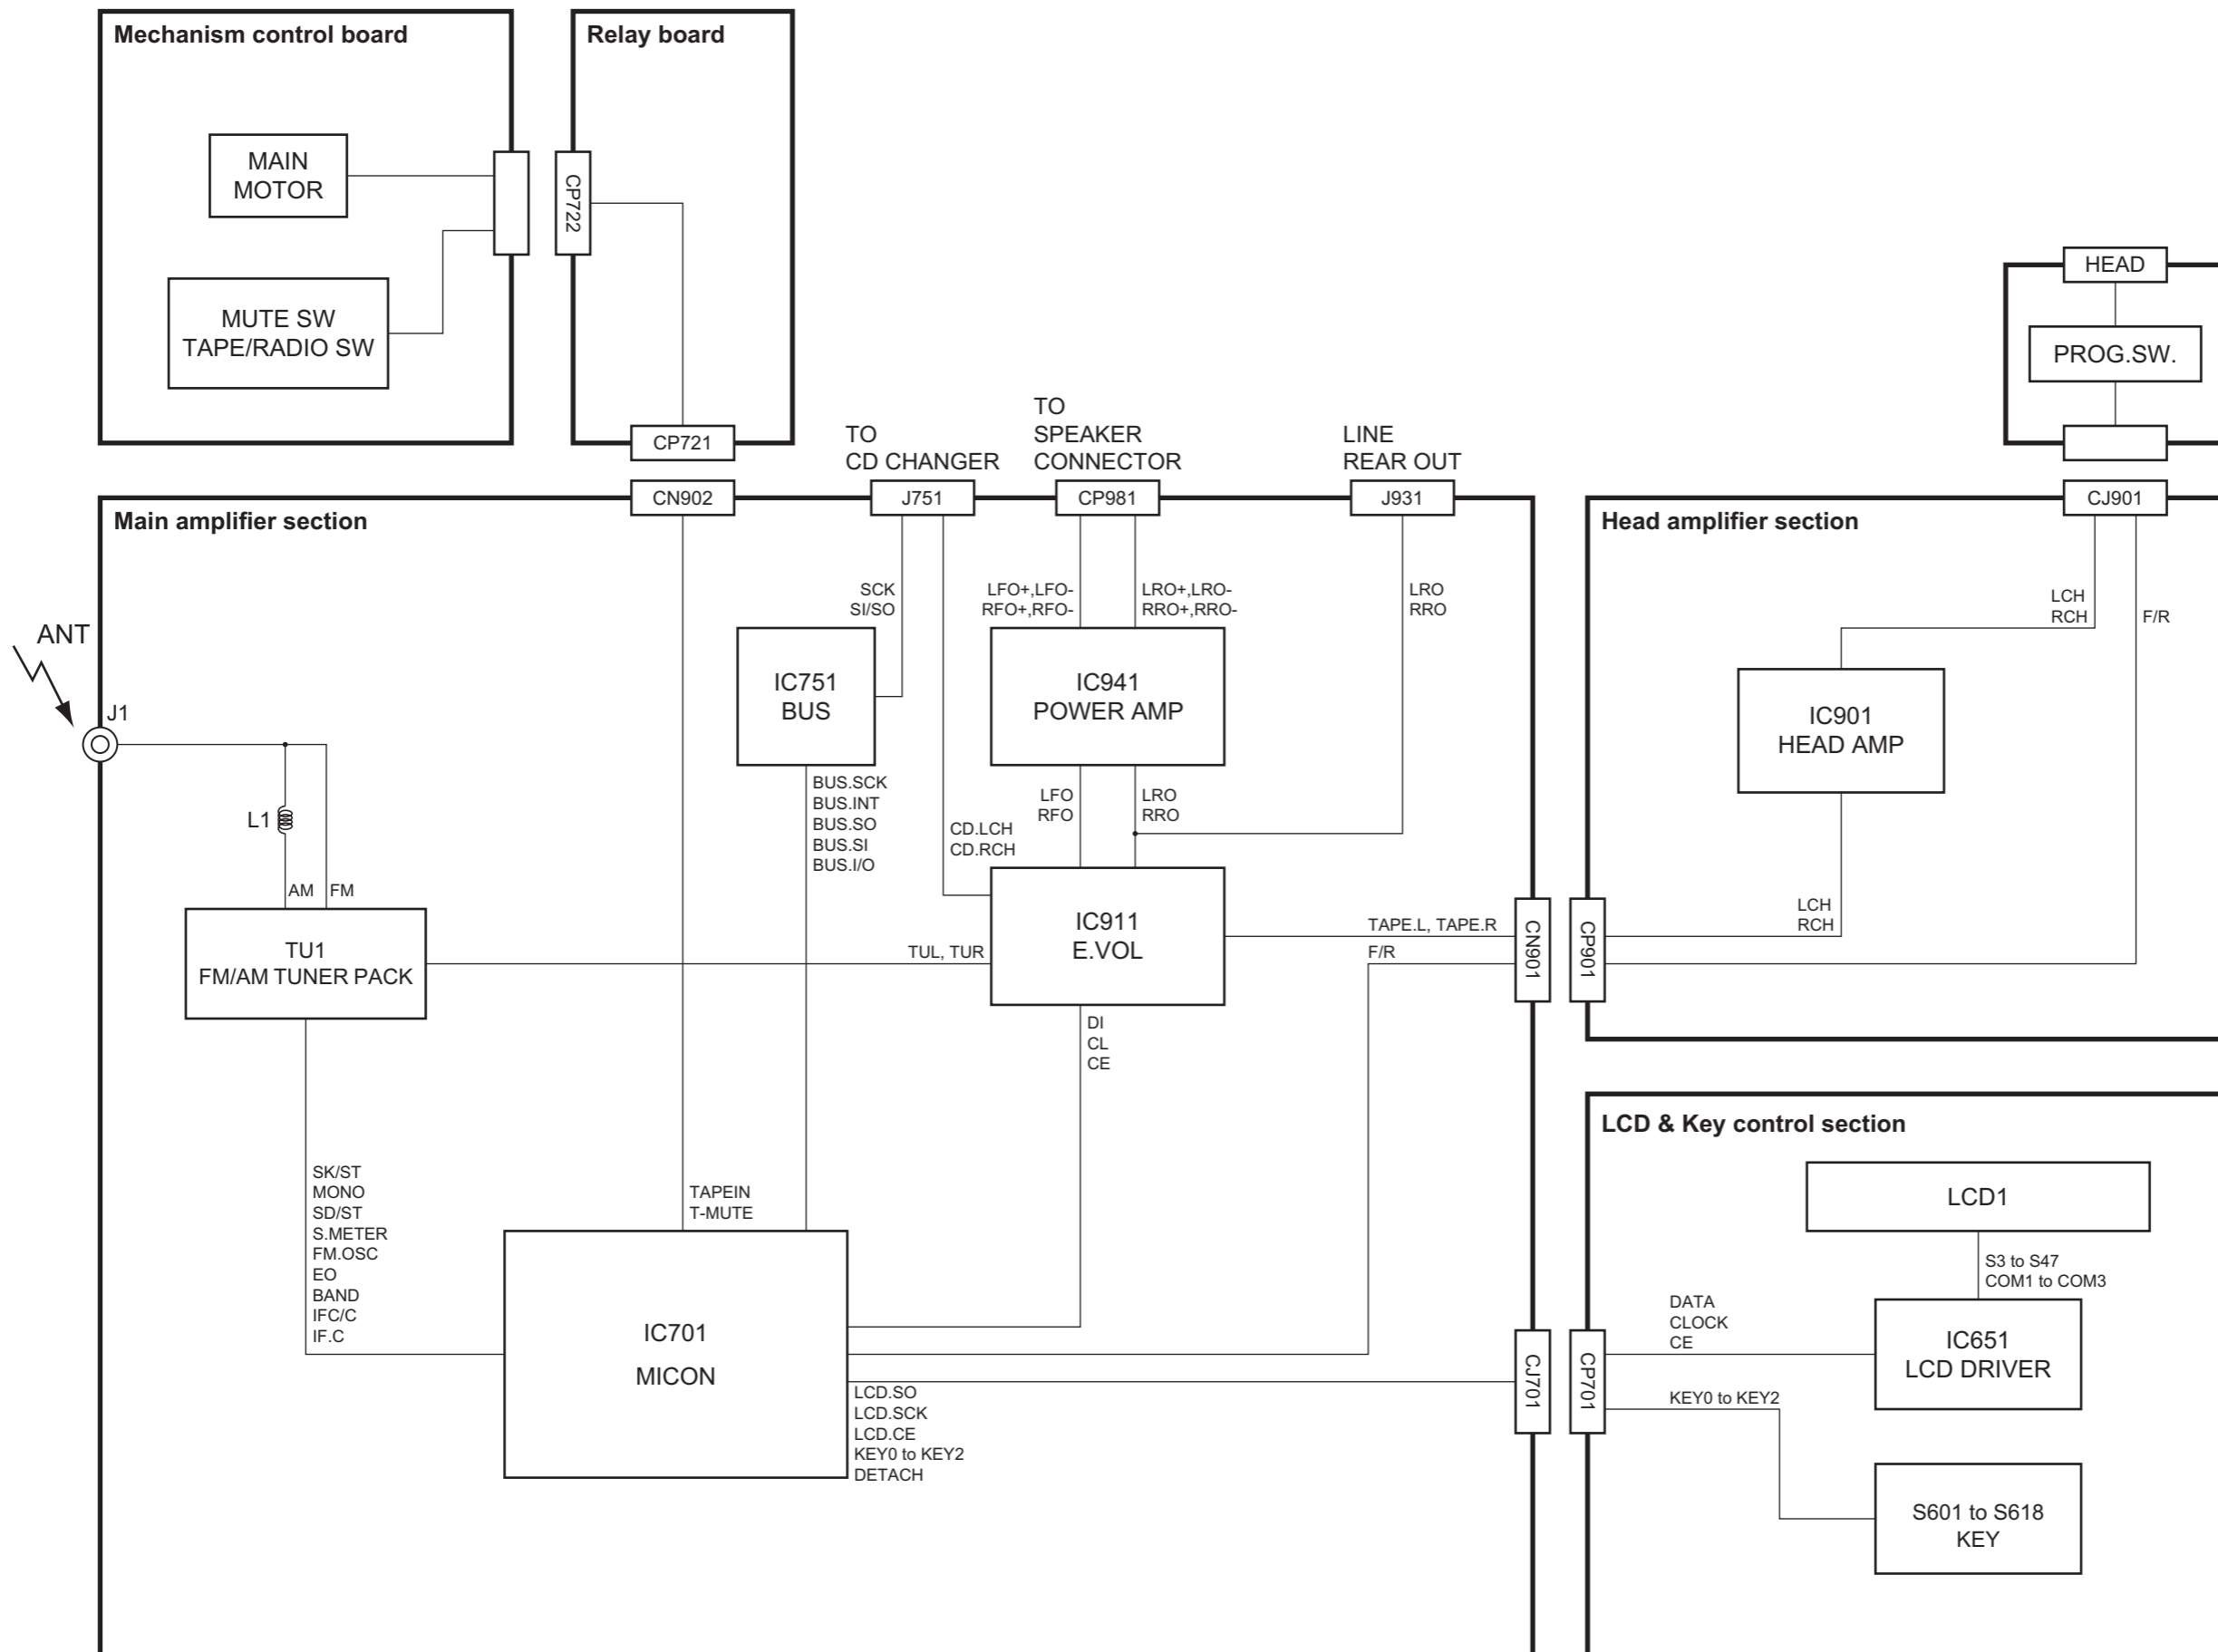 Mechanism control board
MAIN
MOTOR
MUTE SW
TAPE/RADIO SW
Relay board
CP722
CP721
HEAD
PROG.SW.
TO
CD CHANGER
TO
SPEAKER
CONNECTOR
LINE
REAR OUT
Main amplifier section
CN902
J751
CP981
J931
SCK
SI/SO
LFO+,LFO-
RFO+,RFO-
LRO+,LRO-
RRO+,RRO-
LRO
RRO
ANT
J1
IC751
BUS
IC941
POWER AMP
L1
BUS.SCK
BUS.INT
BUS.SO
BUS.SI
BUS.I/O
CD.LCH
CD.RCH
LFO
RFO
LRO
RRO
AM
FM
TU1
FM/AM TUNER PACK
TUL, TUR
IC911
E.VOL
TAPE.L, TAPE.R
F/R
CN901
DI
CL
CE
SK/ST
MONO
SD/ST
S.METER
FM.OSC
EO
BAND
IFC/C
IF.C
TAPEIN
T-MUTE
IC701
MICON
LCD.SO
LCD.SCK
LCD.CE
KEY0 to KEY2
DETACH
CJ701
Head amplifier section
CJ901
LCH
RCH
F/R
IC901
HEAD AMP
LCH
RCH
CP901
LCD & Key control section
LCD1
S3 to S47
COM1 to COM3
DATA
CLOCK
CE
IC651
LCD DRIVER
CP701
KEY0 to KEY2
S601 to S618
KEY